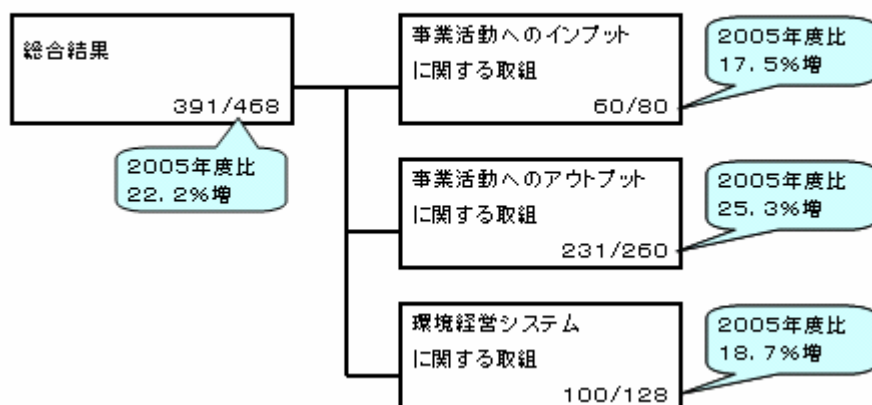 総合結果
391/468
2005年度比
22.2%増
事業活動へのインプット
に関する取組
60/80
2005年度比
17.5%増
事業活動へのアウトプット
に関する取組
231/260
2005年度比
25.3%増
環境経営システム
に関する取組
100/128
2005年度比
18.7%増